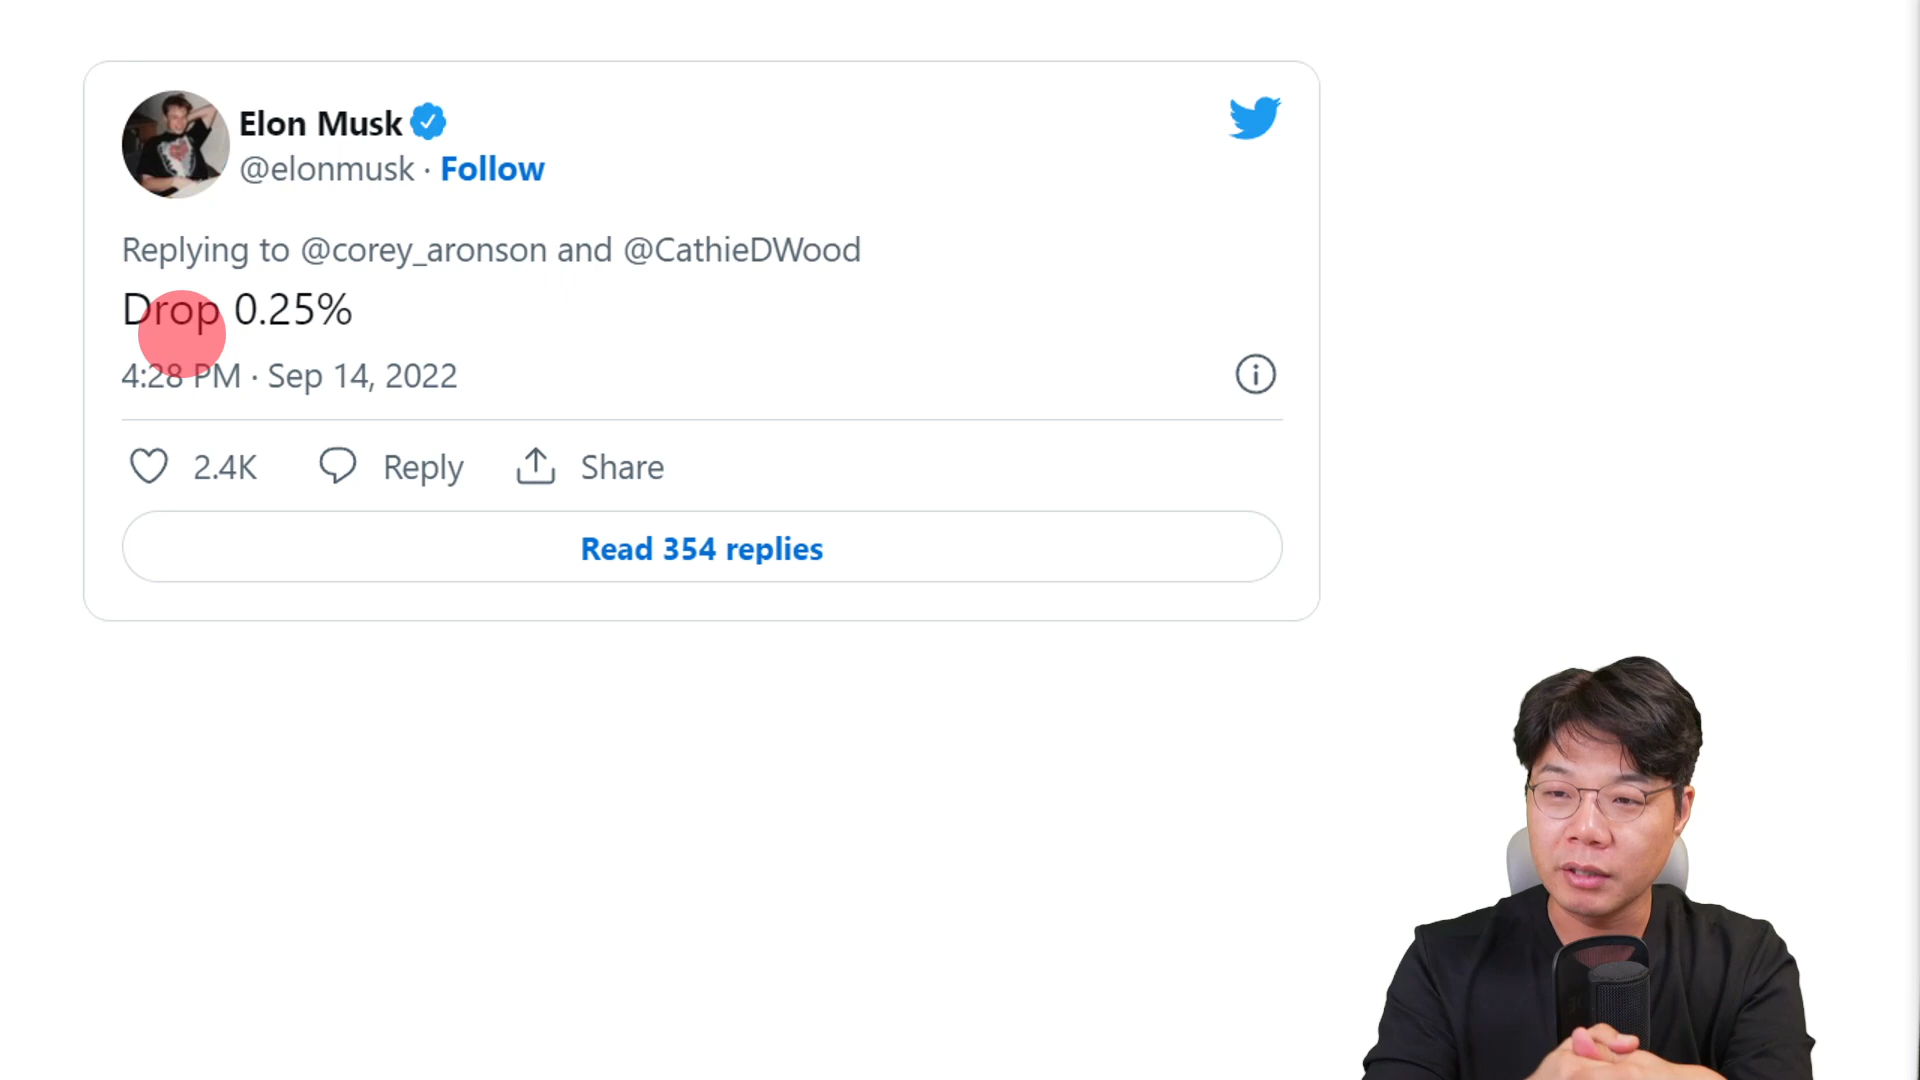 Elon Musk
@elonmusk · Follow
Replying to @corey_aronson and @CathieDWood
Drop 0.25%
4:28 PM · Sep 14, 2022
2.4K Reply Share
Read 354 replies